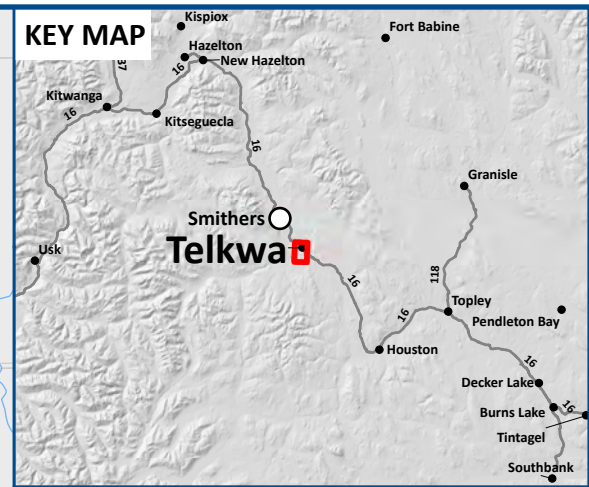 KEY MAP
Kispiox
Fort Babine
Hazelton
New Hazelton
37
16
Kitwanga
16
Kitseguecla
16
Granisle
Smithers
Telkwa
Usk
16
118
Topley
16
Pendleton Bay
Houston
16
Decker Lake
Burns Lake
16
Tintagel
Southbank